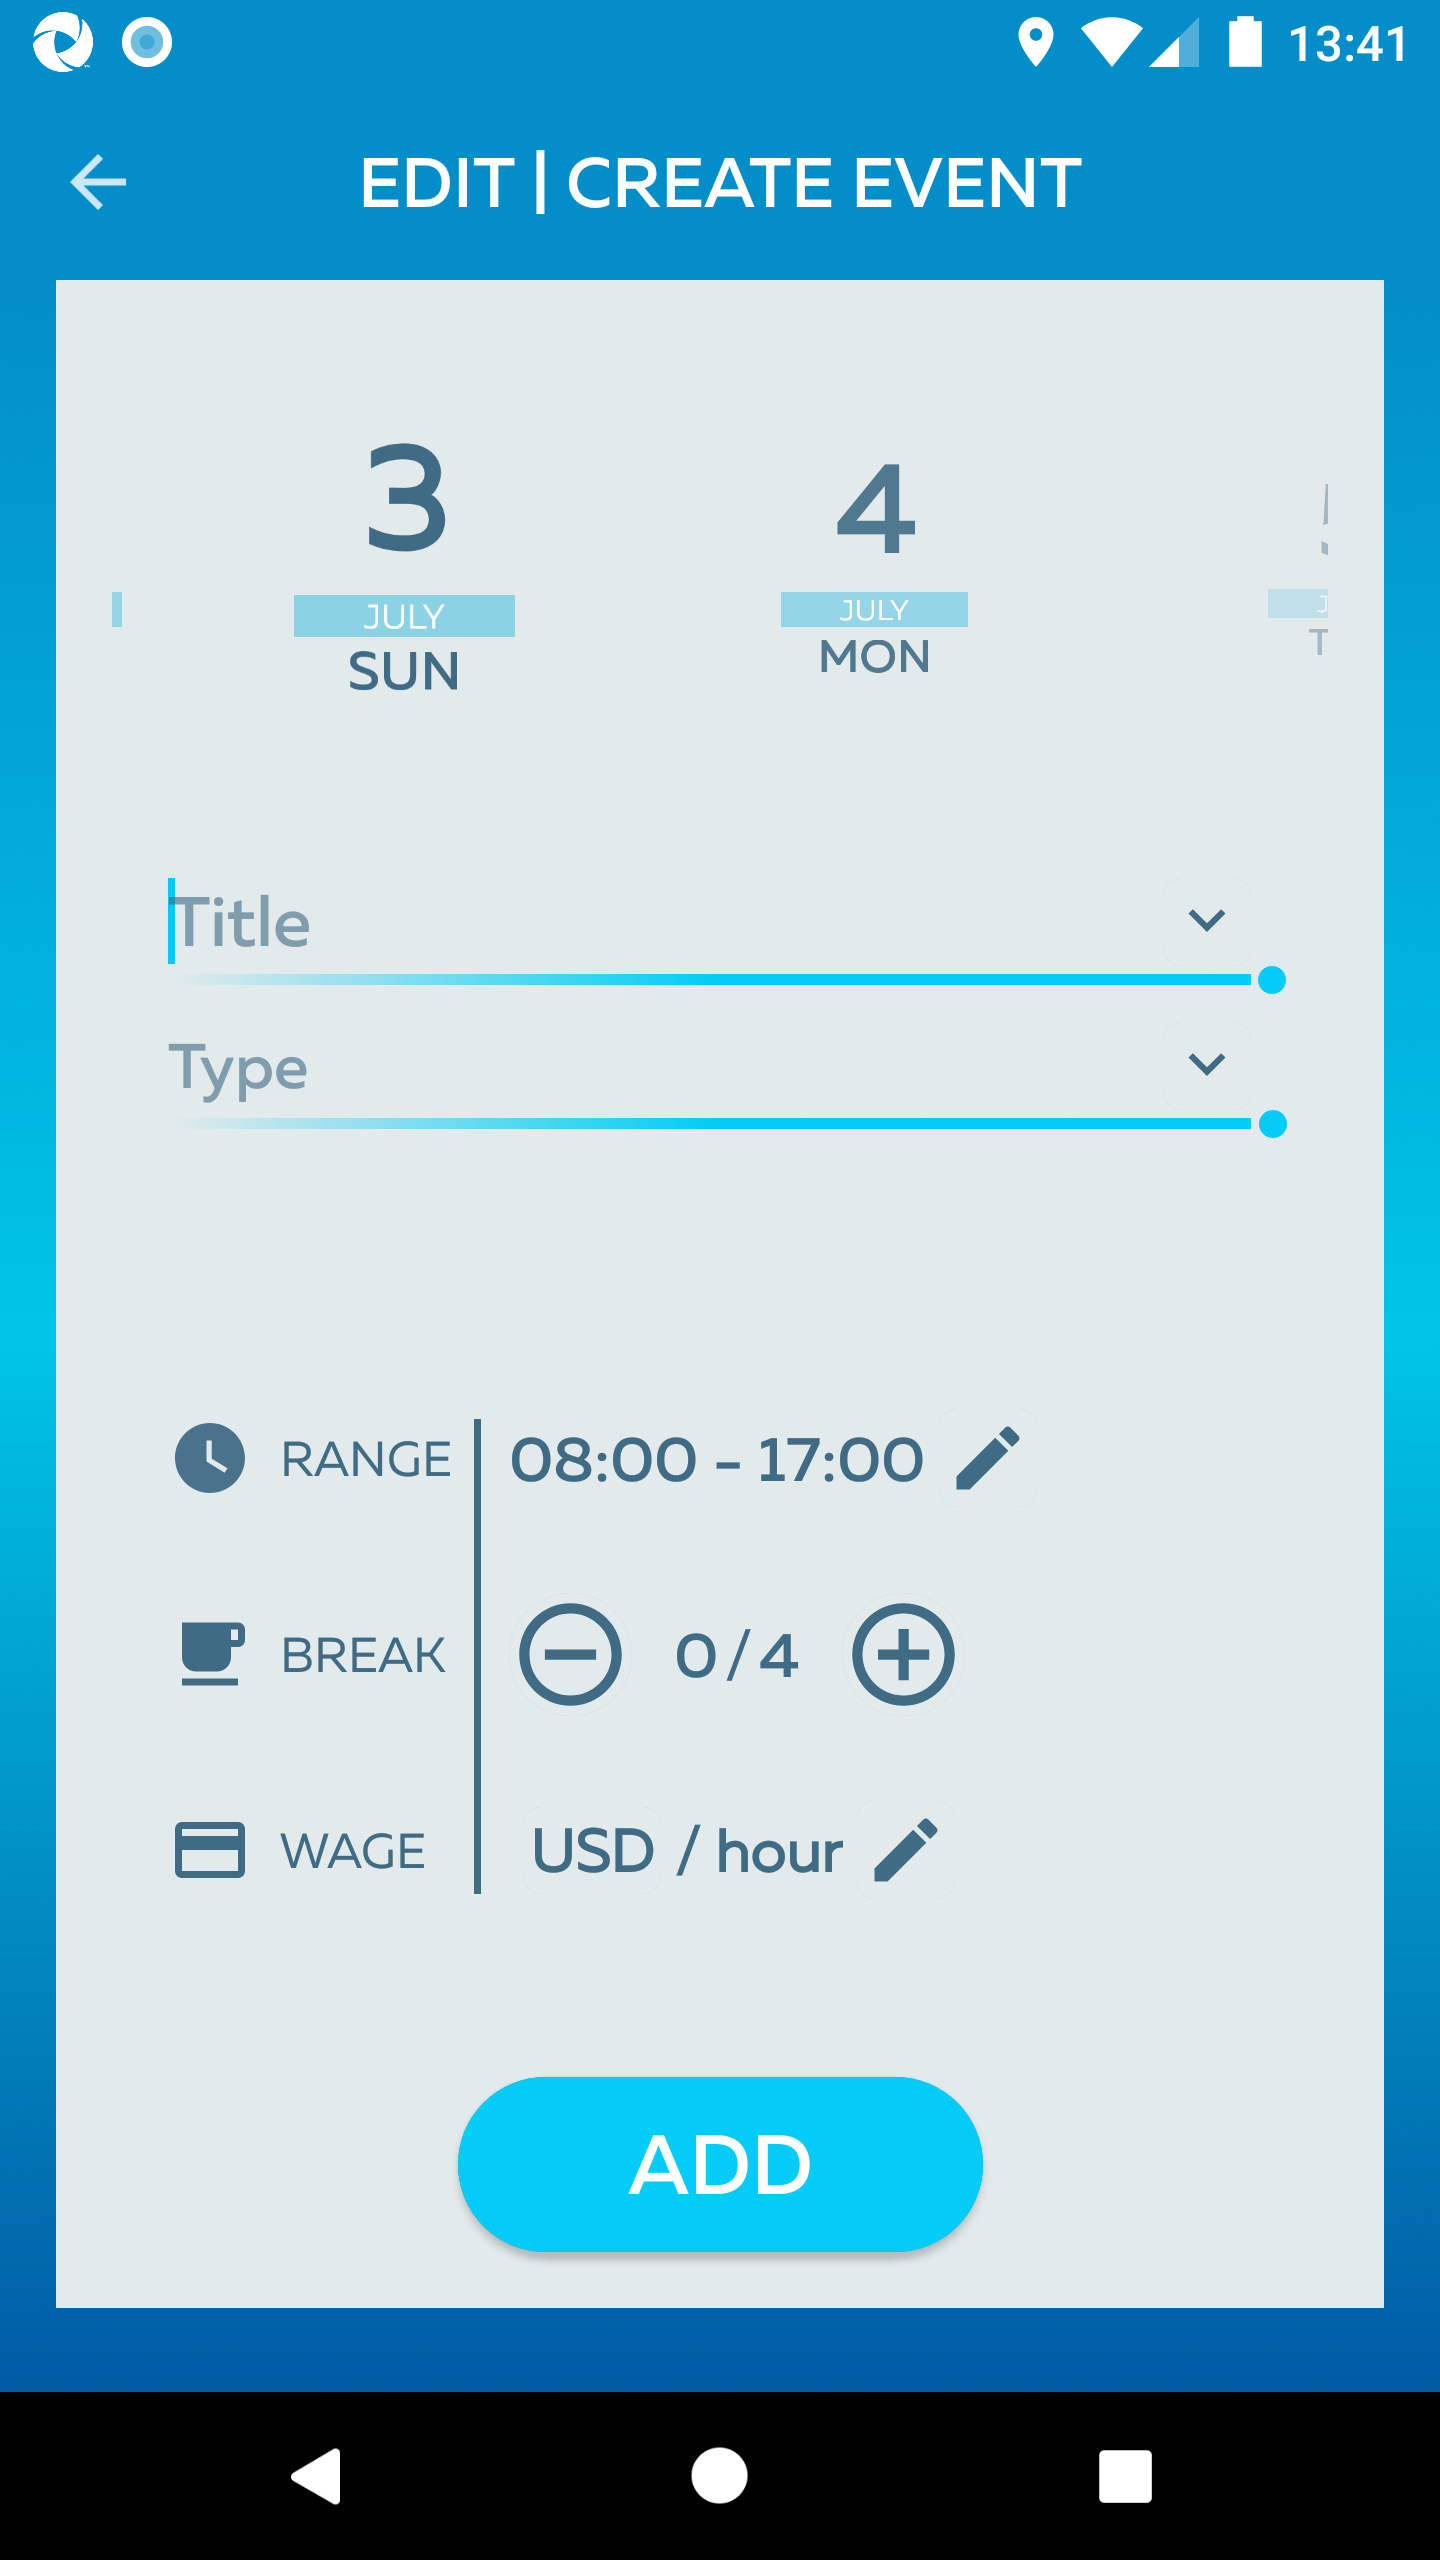 13:41
EDIT | CREATE EVENT
3
JULY
SUN
4
JULY
MON
Title
Type
RANGE 08:00 - 17:00
BREAK 0/4
WAGE USD / hour
ADD